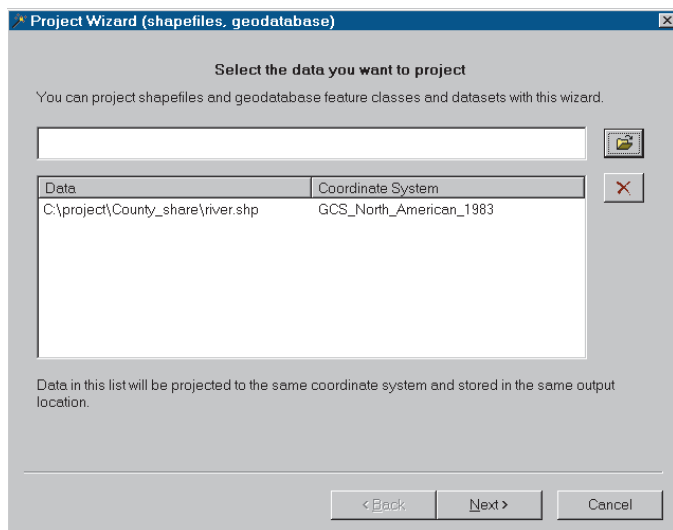 Project Wizard (shapefiles, geodatabase)
Select the data you want to project
You can project shapefiles and geodatabase feature classes and datasets with this wizard.
Data Coordinate System
C:\project\County_share\river.shp GCS_North_American_1983
Data in this list will be projected to the same coordinate system and stored in the same output
location.
< Back Next > Cancel